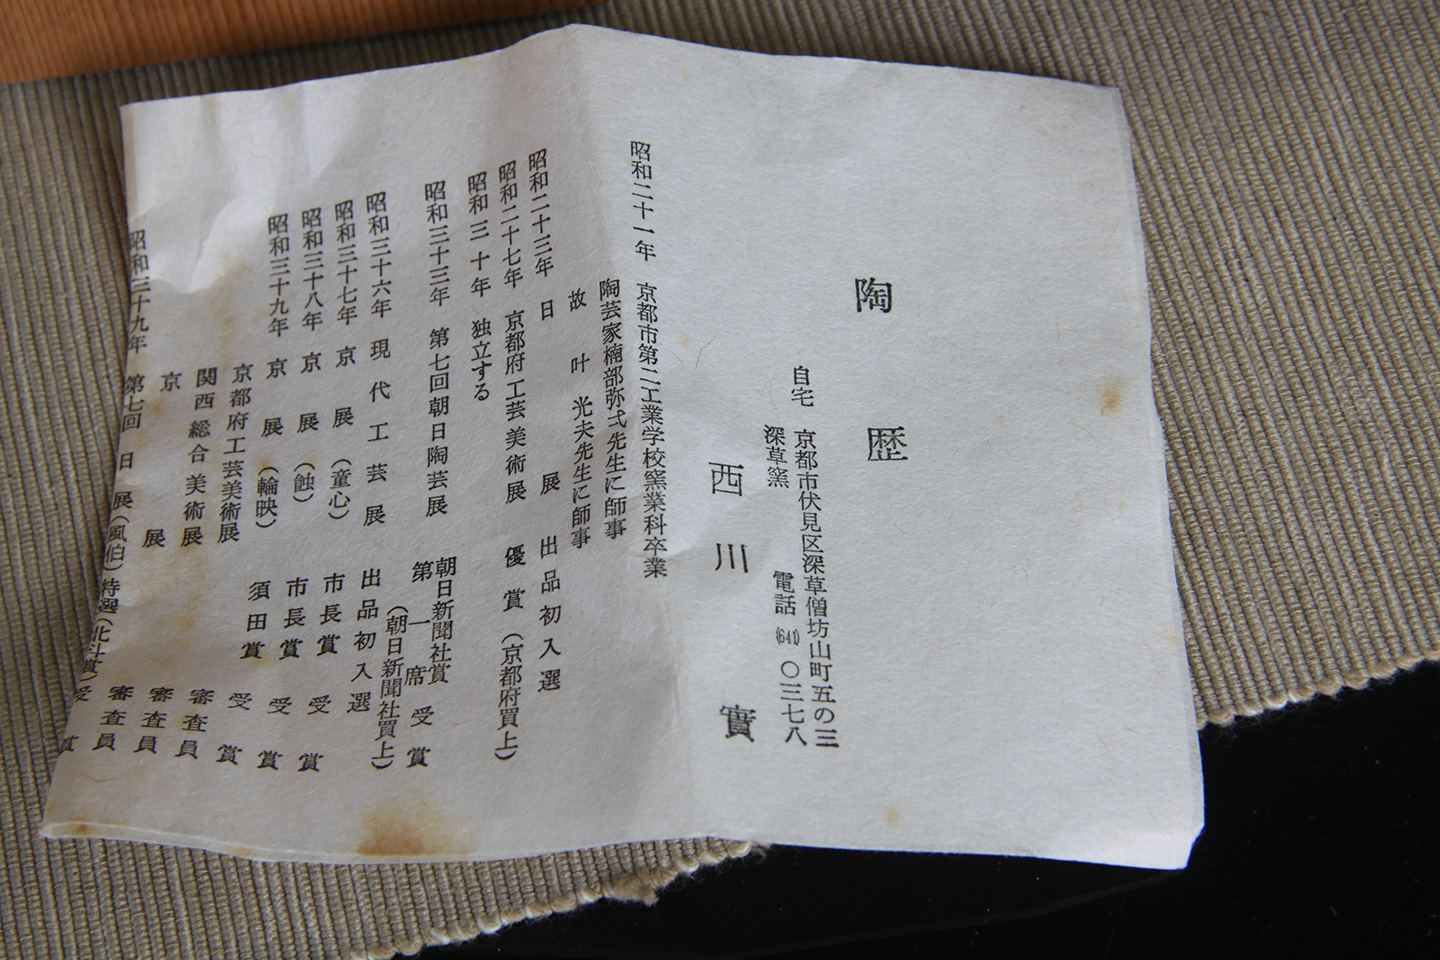 陶歴
自宅 京都市伏見区深草僧坊山町五の三
深草窯 電話(641)〇三七八
西川實
昭和二十一年 京都市第二工業学校窯業科卒業
陶芸家楠部弥弌先生に師事
故叶光夫先生に師事
昭和二十三年 日展 出品初入選
昭和二十七年 京都府工芸美術展 優賞(京都府買上)
昭和三十年 独立する
昭和三十三年 第七回朝日陶芸展 朝日新聞社賞
第一席受賞
(朝日新聞社買上)
昭和三十六年 現代工芸展 出品初入選
昭和三十七年 京展(童心) 市長賞受賞
昭和三十八年 京展(蝕) 市長賞受賞
昭和三十九年 京展(輪映) 須田賞受賞
京都府工芸美術展 審査員
関西総合美術展 審査員
京展 審査員
昭和三十九年 第七回日展(風伯)特選(北斗賞)受賞